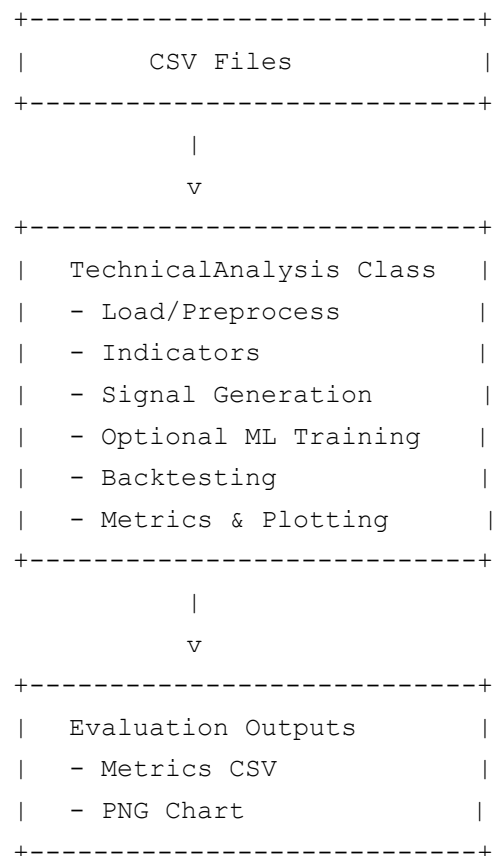 +----------------------------+
|        CSV Files            |
+----------------------------+
           |
           v
+----------------------------+
|   TechnicalAnalysis Class  |
|   - Load/Preprocess         |
|   - Indicators              |
|   - Signal Generation       |
|   - Optional ML Training   |
|   - Backtesting             |
|   - Metrics & Plotting      |
+----------------------------+
           |
           v
+----------------------------+
|   Evaluation Outputs        |
|   - Metrics CSV             |
|   - PNG Chart              |
+----------------------------+